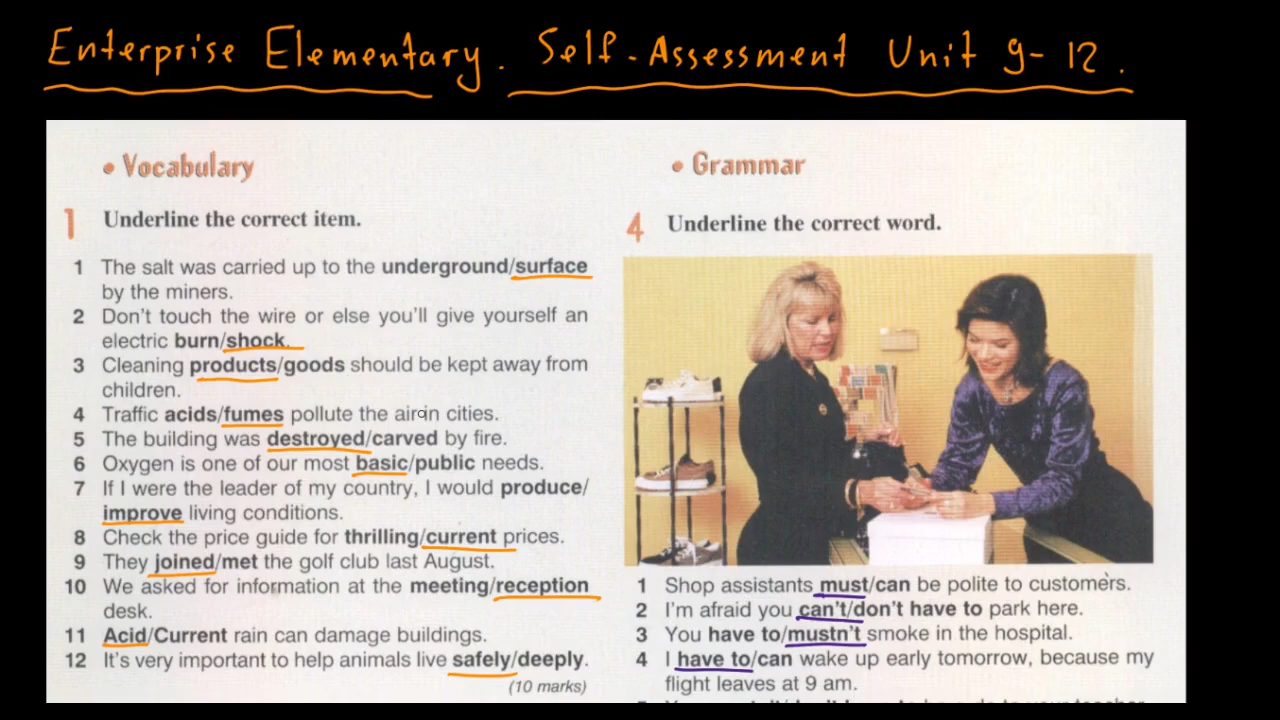 Enterprise Elementary. Self-Assessment Unit 9-12.
• Vocabulary
1 Underline the correct item.
1 The salt was carried up to the underground/surface
by the miners.
2 Don't touch the wire or else you'll give yourself an
electric burn/shock.
3 Cleaning products/goods should be kept away from
children.
4 Traffic acids/fumes pollute the air in cities.
5 The building was destroyed/carved by fire.
6 Oxygen is one of our most basic/public needs.
7 If I were the leader of my country, I would produce/
improve living conditions.
8 Check the price guide for thrilling/current prices.
9 They joined/met the golf club last August.
10 We asked for information at the meeting/reception
desk.
11 Acid/Current rain can damage buildings.
12 It's very important to help animals live safely/deeply.
(10 marks)
• Grammar
4 Underline the correct word.
1 Shop assistants must/can be polite to customers.
2 I'm afraid you can't/don't have to park here.
3 You have to/mustn't smoke in the hospital.
4 I have to/can wake up early tomorrow, because my
flight leaves at 9 am.